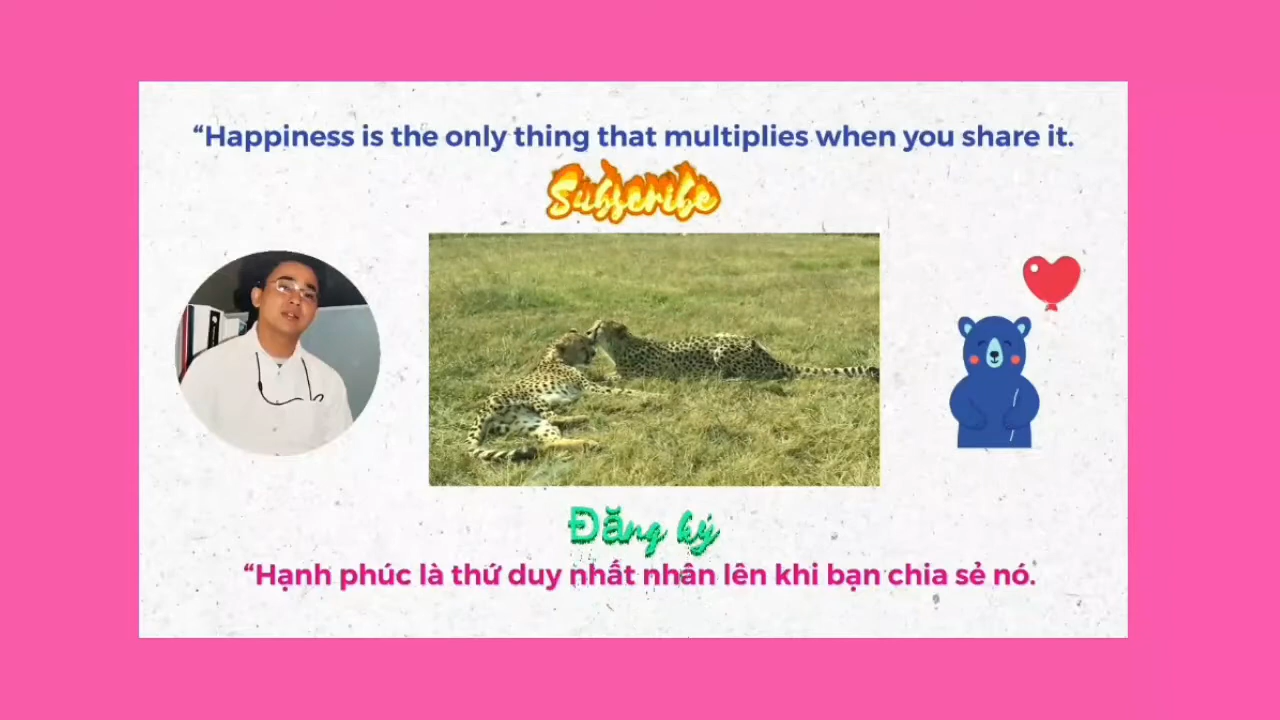 “Happiness is the only thing that multiplies when you share it.
Subscribe
Đăng ký
“Hạnh phúc là thứ duy nhất nhân lên khi bạn chia sẻ nó.